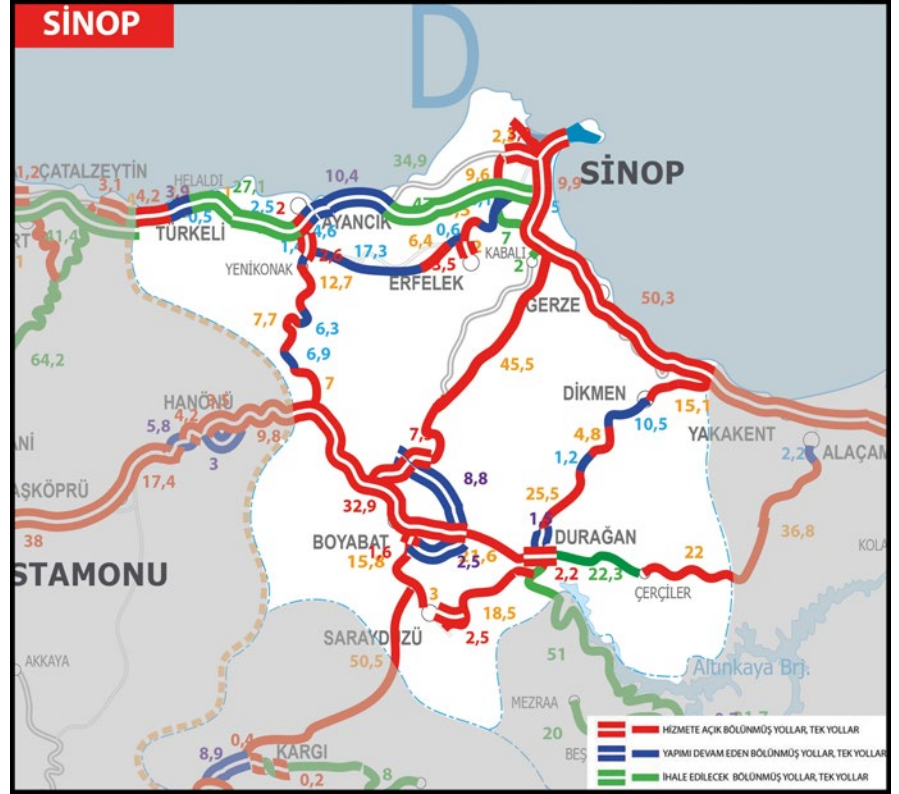 SİNOP
D
1,2
ÇATALZEYTİN
3,1
4,2
3,9
HELALDI
27,1
10,4
34,9
9,6
9,9
SİNOP
0,5
2,5
2
4,6
AYANCIK
TÜRKELİ
41,4
6,4
0,6
7
KABALI
2
YENİKONAK
2,6
17,3
3,5
ERFELEK
12,7
GERZE
50,3
7,7
6,3
64,2
6,9
7
45,5
HANÖNÜ
DİKMEN
15,1
5,8
4,2
9,8
10,5
YAKAKENT
4,8
3
2,2
ALAÇAM
17,4
1,2
AŞKÖPRÜ
8,8
25,5
32,9
38
36,8
BOYABAT
DURAĞAN
KOLA
STAMONU
15,8
1,6
2,5
2,2
22,3
22
ÇERÇİLER
3
18,5
SARAYDÜZÜ
2,5
50,5
51
AKKAYA
Altınkaya Brj.
MEZRAA
20
BEŞ
HİZMETE AÇIK BÖLÜNMÜŞ YOLLAR, TEK YOLLAR
YAPIMI DEVAM EDEN BÖLÜNMÜŞ YOLLAR, TEK YOLLAR
İHALE EDİLECEK BÖLÜNMÜŞ YOLLAR, TEK YOLLAR
0,4
KARGI
8,9
0,2
8